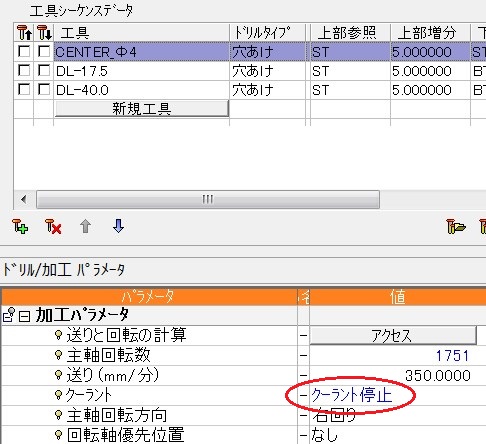 工具シーケンスデータ
工具 ドリルタイプ 上部参照 上部増分
CENTER_Φ4 穴あけ ST 5.000000
DL-17.5 穴あけ ST 5.000000
DL-40.0 穴あけ ST 5.000000
新規工具
ドリル/加工 パラメータ
パラメータ 値
加工パラメータ
送りと回転の計算 アクセス
主軸回転数 1751
送り (mm/分) 350.0000
クーラント クーラント停止
主軸回転方向 右回り
回転軸優先位置 なし